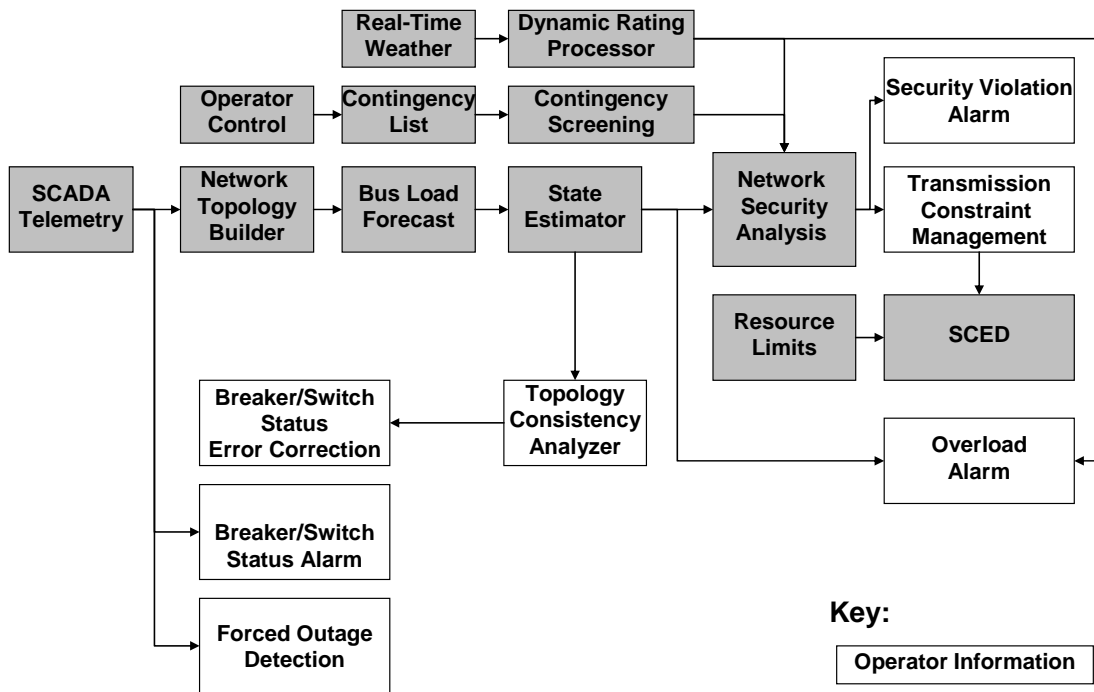 Real-Time
Weather
Dynamic Rating
Processor
Operator
Control
Contingency
List
Contingency
Screening
Security Violation
Alarm
SCADA
Telemetry
Network
Topology
Builder
Bus Load
Forecast
State
Estimator
Network
Security
Analysis
Transmission
Constraint
Management
Resource
Limits
SCED
Breaker/Switch
Status
Error Correction
Topology
Consistency
Analyzer
Overload
Alarm
Breaker/Switch
Status Alarm
Forced Outage
Detection
Key:
Operator Information